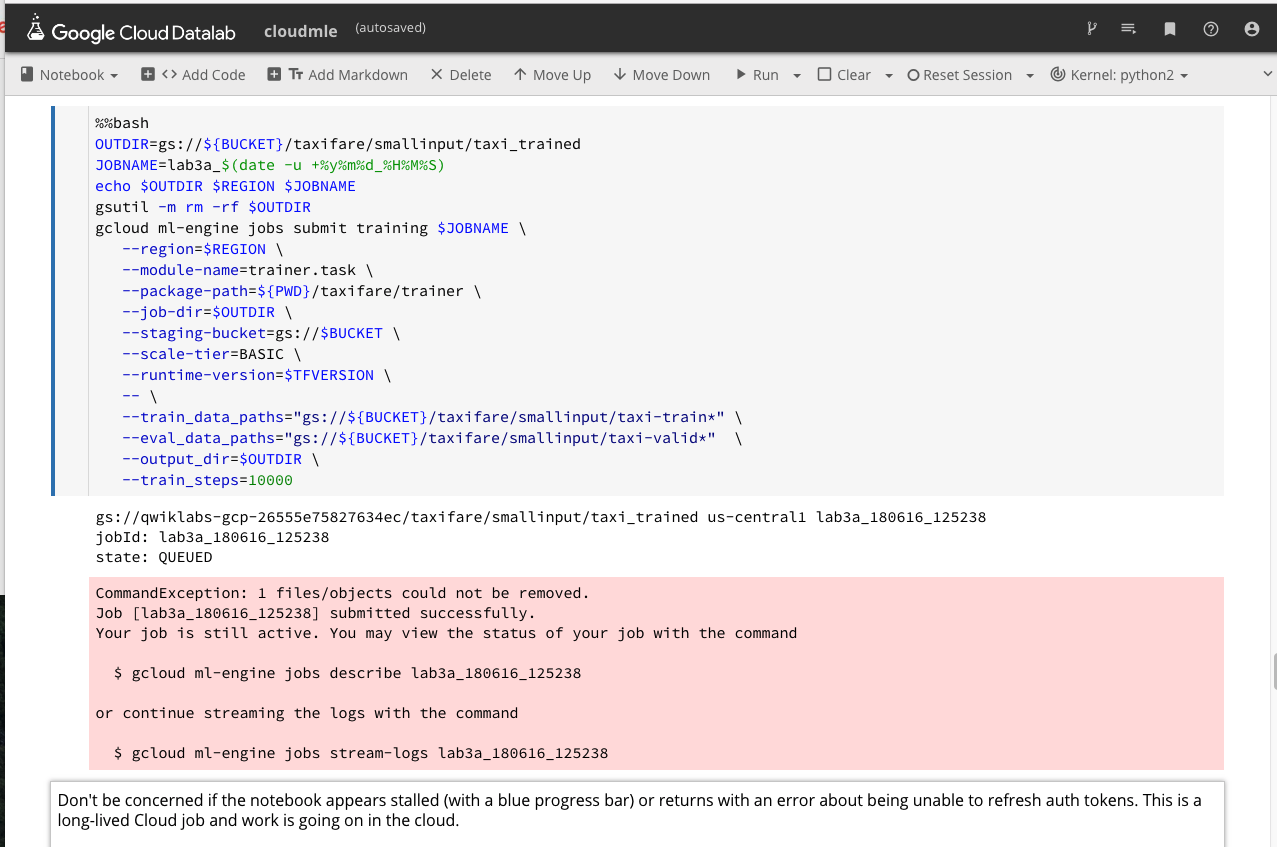 Google Cloud Datalab cloudmle (autosaved)
Notebook <> Add Code Tr Add Markdown Delete Move Up Move Down Run Clear Reset Session Kernel: python2
%%bash
OUTDIR=gs://${BUCKET}/taxifare/smallinput/taxi_trained
JOBNAME=lab3a_$(date -u +%y%m%d_%H%M%S)
echo $OUTDIR $REGION $JOBNAME
gsutil -m rm -rf $OUTDIR
gcloud ml-engine jobs submit training $JOBNAME \
   --region=$REGION \
   --module-name=trainer.task \
   --package-path=${PWD}/taxifare/trainer \
   --job-dir=$OUTDIR \
   --staging-bucket=gs://$BUCKET \
   --scale-tier=BASIC \
   --runtime-version=$TFVERSION \
   -- \
   --train_data_paths="gs://${BUCKET}/taxifare/smallinput/taxi-train*" \
   --eval_data_paths="gs://${BUCKET}/taxifare/smallinput/taxi-valid*"  \
   --output_dir=$OUTDIR \
   --train_steps=10000
gs://qwiklabs-gcp-26555e75827634ec/taxifare/smallinput/taxi_trained us-central1 lab3a_180616_125238
jobId: lab3a_180616_125238
state: QUEUED
CommandException: 1 files/objects could not be removed.
Job [lab3a_180616_125238] submitted successfully.
Your job is still active. You may view the status of your job with the command
  $ gcloud ml-engine jobs describe lab3a_180616_125238
or continue streaming the logs with the command
  $ gcloud ml-engine jobs stream-logs lab3a_180616_125238
Don't be concerned if the notebook appears stalled (with a blue progress bar) or returns with an error about being unable to refresh auth tokens. This is a
long-lived Cloud job and work is going on in the cloud.